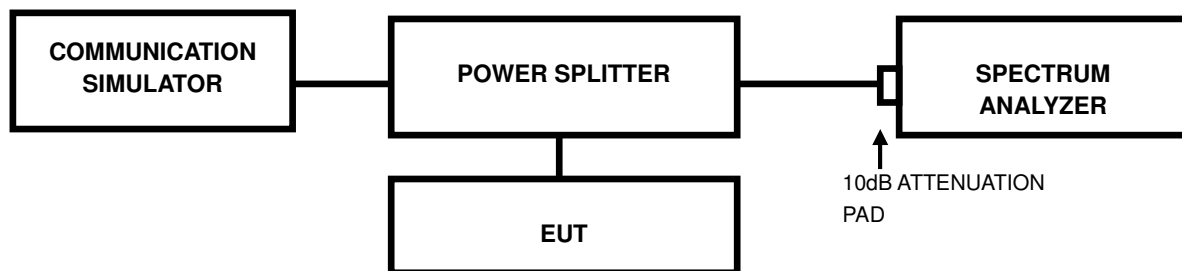 COMMUNICATION
SIMULATOR
POWER SPLITTER
SPECTRUM
ANALYZER
10dB ATTENUATION
PAD
EUT